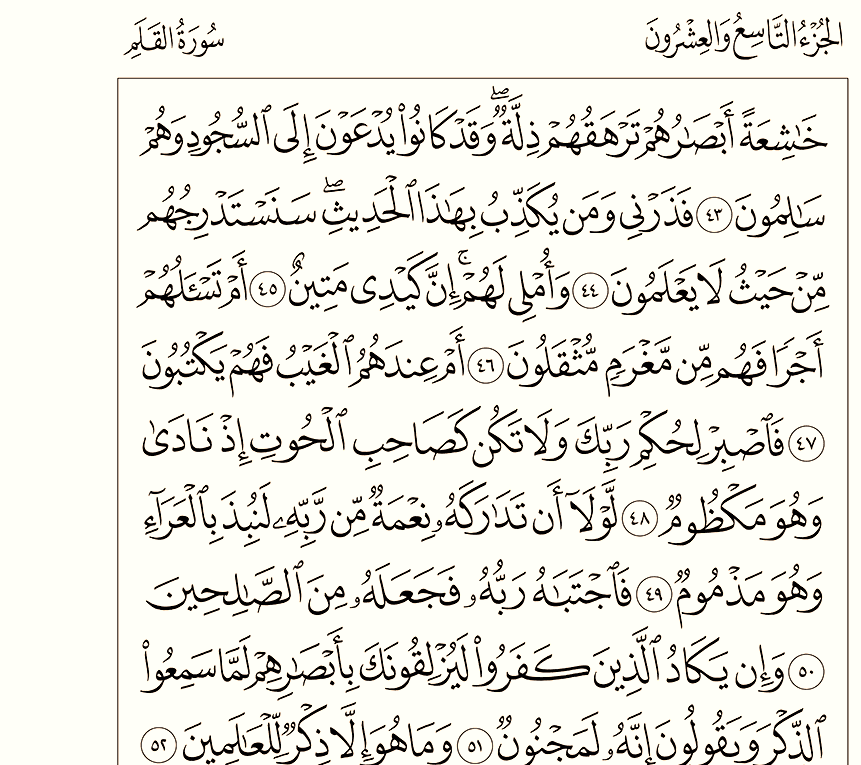 الجُزْءُ التَّاسِعُ وَالعِشْرُونَ
سُورَةُ القَلَمِ
خَٰشِعَةً أَبۡصَٰرُهُمۡ تَرۡهَقُهُمۡ ذِلَّةٞۖ وَقَدۡ كَانُواْ يُدۡعَوۡنَ إِلَى ٱلسُّجُودِ وَهُمۡ
سَٰلِمُونَ ٤٣ فَذَرۡنِي وَمَن يُكَذِّبُ بِهَٰذَا ٱلۡحَدِيثِۖ سَنَسۡتَدۡرِجُهُم
مِّنۡ حَيۡثُ لَا يَعۡلَمُونَ ٤٤ وَأُمۡلِي لَهُمۡۚ إِنَّ كَيۡدِي مَتِينٌ ٤٥ أَمۡ تَسۡـَٔلُهُمۡ
أَجۡرٗا فَهُم مِّن مَّغۡرَمٖ مُّثۡقَلُونَ ٤٦ أَمۡ عِندَهُمُ ٱلۡغَيۡبُ فَهُمۡ يَكۡتُبُونَ
٤٧ فَٱصۡبِرۡ لِحُكۡمِ رَبِّكَ وَلَا تَكُن كَصَاحِبِ ٱلۡحُوتِ إِذۡ نَادَىٰ
وَهُوَ مَكۡظُومٞ ٤٨ لَّوۡلَآ أَن تَدَٰرَكَهُۥ نِعۡمَةٞ مِّن رَّبِّهِۦ لَنُبِذَ بِٱلۡعَرَآءِ
وَهُوَ مَذۡمُومٞ ٤٩ فَٱجۡتَبَٰهُ رَبُّهُۥ فَجَعَلَهُۥ مِنَ ٱلصَّٰلِحِينَ
٥٠ وَإِن يَكَادُ ٱلَّذِينَ كَفَرُواْ لَيُزۡلِقُونَكَ بِأَبۡصَٰرِهِمۡ لَمَّا سَمِعُواْ
ٱلذِّكۡرَ وَيَقُولُونَ إِنَّهُۥ لَمَجۡنُونٞ ٥١ وَمَا هُوَ إِلَّا ذِكۡرٞ لِّلۡعَٰلَمِينَ ٥٢